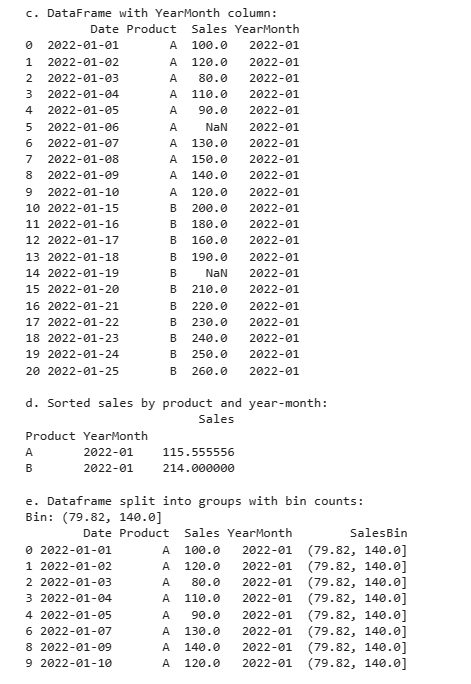 c. DataFrame with YearMonth column:
Date Product Sales YearMonth
0 2022-01-01 A 100.0 2022-01
1 2022-01-02 A 120.0 2022-01
2 2022-01-03 A 80.0 2022-01
3 2022-01-04 A 110.0 2022-01
4 2022-01-05 A 90.0 2022-01
5 2022-01-06 A NaN 2022-01
6 2022-01-07 A 130.0 2022-01
7 2022-01-08 A 150.0 2022-01
8 2022-01-09 A 140.0 2022-01
9 2022-01-10 A 120.0 2022-01
10 2022-01-15 B 200.0 2022-01
11 2022-01-16 B 180.0 2022-01
12 2022-01-17 B 160.0 2022-01
13 2022-01-18 B 190.0 2022-01
14 2022-01-19 B NaN 2022-01
15 2022-01-20 B 210.0 2022-01
16 2022-01-21 B 220.0 2022-01
17 2022-01-22 B 230.0 2022-01
18 2022-01-23 B 240.0 2022-01
19 2022-01-24 B 250.0 2022-01
20 2022-01-25 B 260.0 2022-01
d. Sorted sales by product and year-month:
Sales
Product YearMonth
A 2022-01 115.555556
B 2022-01 214.000000
e. Dataframe split into groups with bin counts:
Bin: (79.82, 140.0]
Date Product Sales YearMonth SalesBin
0 2022-01-01 A 100.0 2022-01 (79.82, 140.0]
1 2022-01-02 A 120.0 2022-01 (79.82, 140.0]
2 2022-01-03 A 80.0 2022-01 (79.82, 140.0]
3 2022-01-04 A 110.0 2022-01 (79.82, 140.0]
4 2022-01-05 A 90.0 2022-01 (79.82, 140.0]
6 2022-01-07 A 130.0 2022-01 (79.82, 140.0]
8 2022-01-09 A 140.0 2022-01 (79.82, 140.0]
9 2022-01-10 A 120.0 2022-01 (79.82, 140.0]